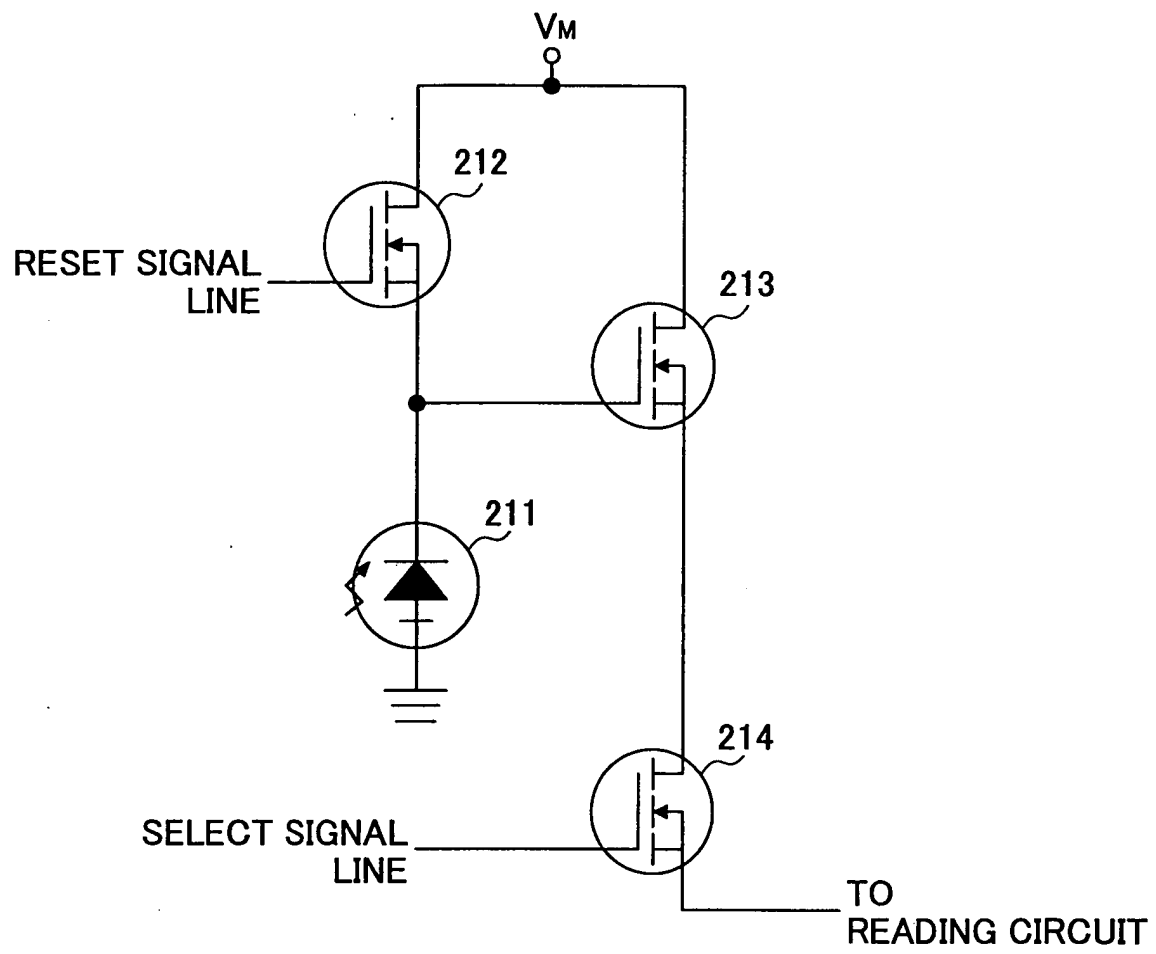 VM
212
RESET SIGNAL
LINE
213
211
214
SELECT SIGNAL
LINE
TO
READING CIRCUIT